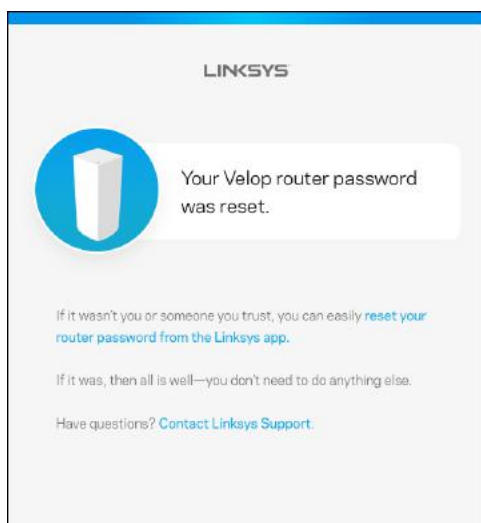 LINKSYS
Your Velop router password
was reset.
If it wasn't you or someone you trust, you can easily reset your
router password from the Linksys app.
If it was, then all is well—you don't need to do anything else.
Have questions? Contact Linksys Support.